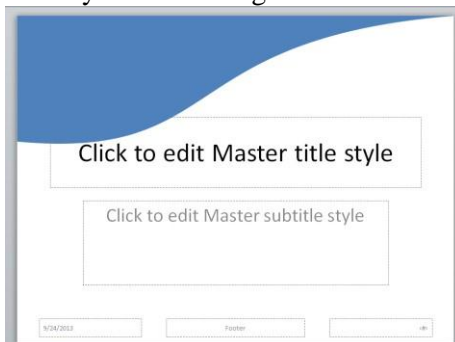 Click to edit Master title style
Click to edit Master subtitle style
9/24/2013
Footer
‹#›